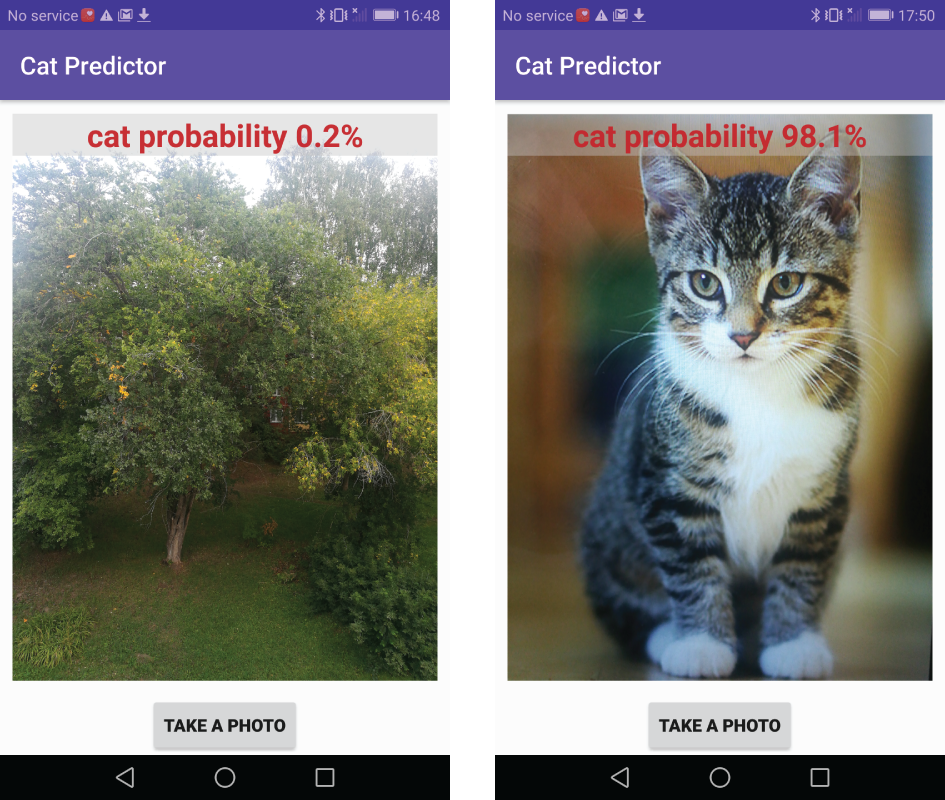 No service 16:48
Cat Predictor
cat probability 0.2%
TAKE A PHOTO
No service 17:50
Cat Predictor
cat probability 98.1%
TAKE A PHOTO